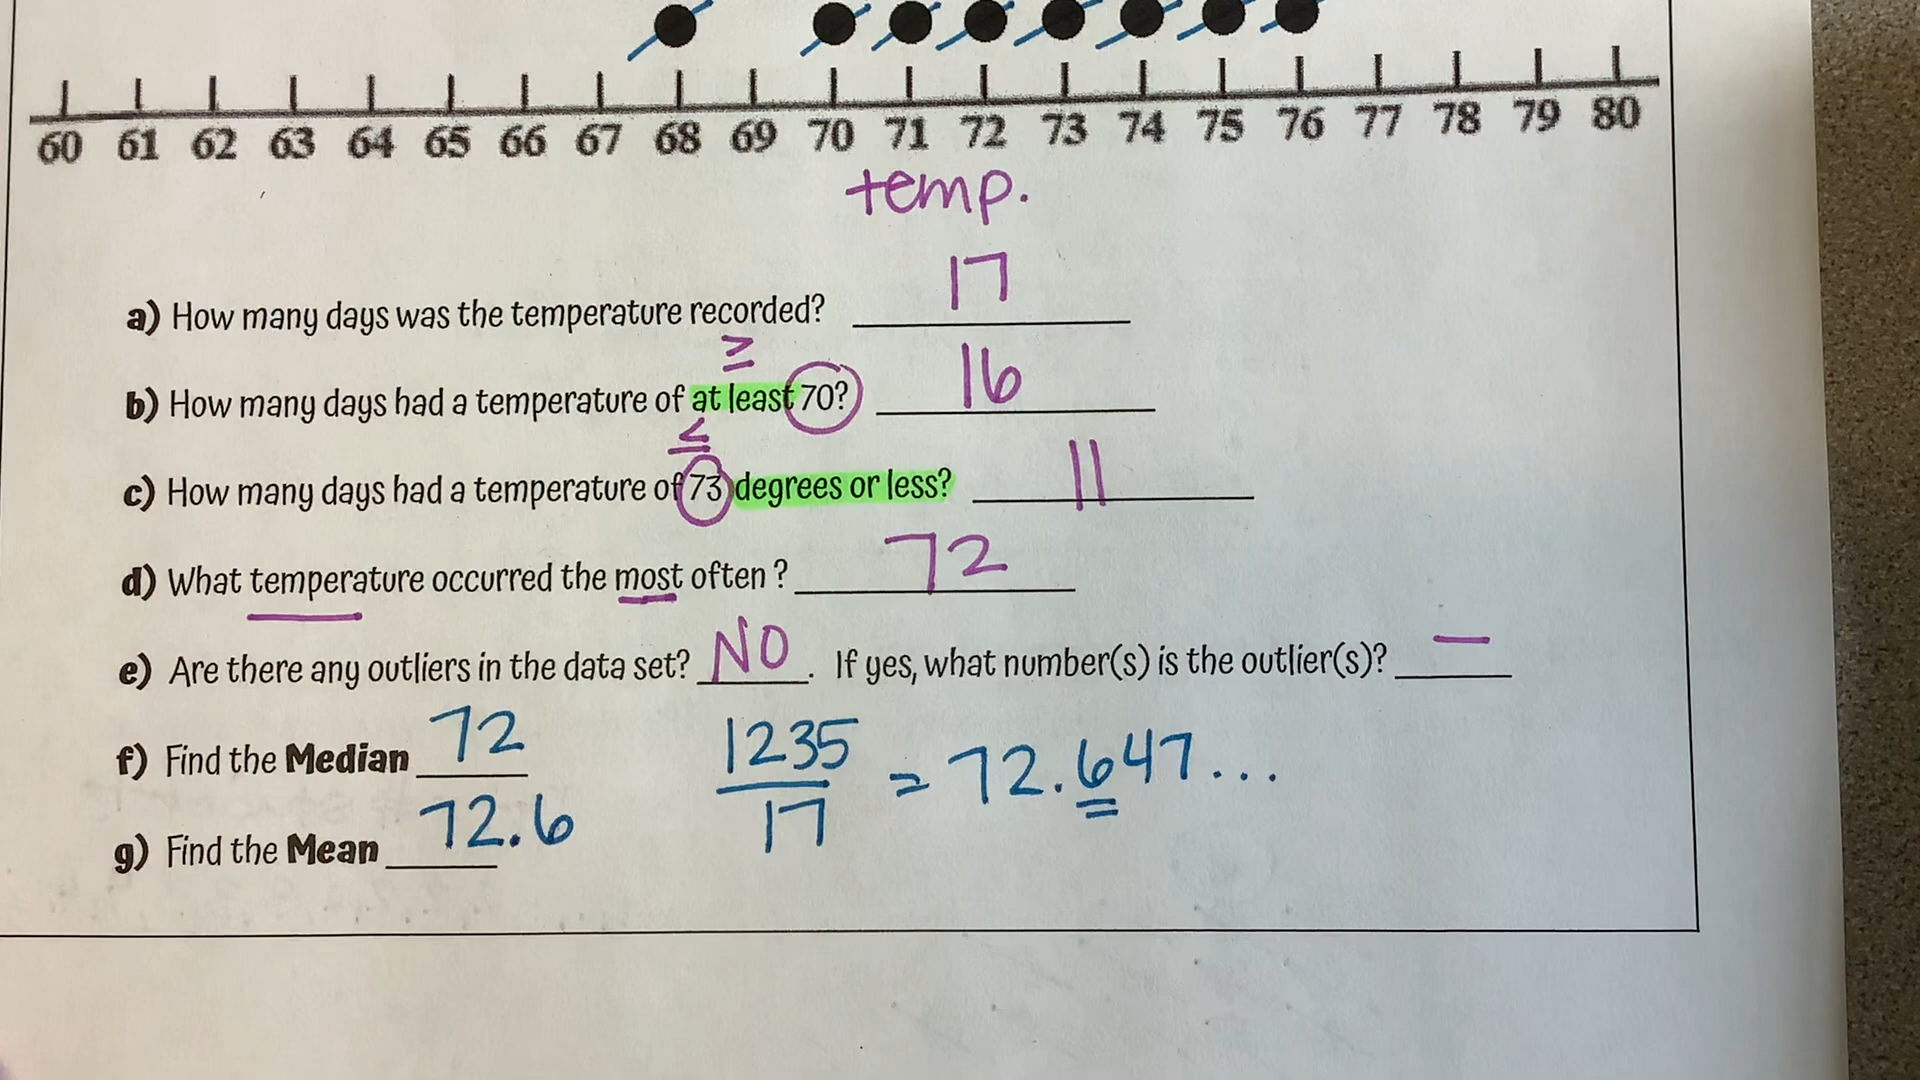 60 61 62 63 64 65 66 67 68 69 70 71 72 73 74 75 76 77 78 79 80
temp.
a) How many days was the temperature recorded? 17
≥
b) How many days had a temperature of at least 70? 16
≤
c) How many days had a temperature of 73 degrees or less? 11
d) What temperature occurred the most often ? 72
e) Are there any outliers in the data set? NO. If yes, what number(s) is the outlier(s)? —
f) Find the Median 72
1235
17
= 72.647...
g) Find the Mean 72.6